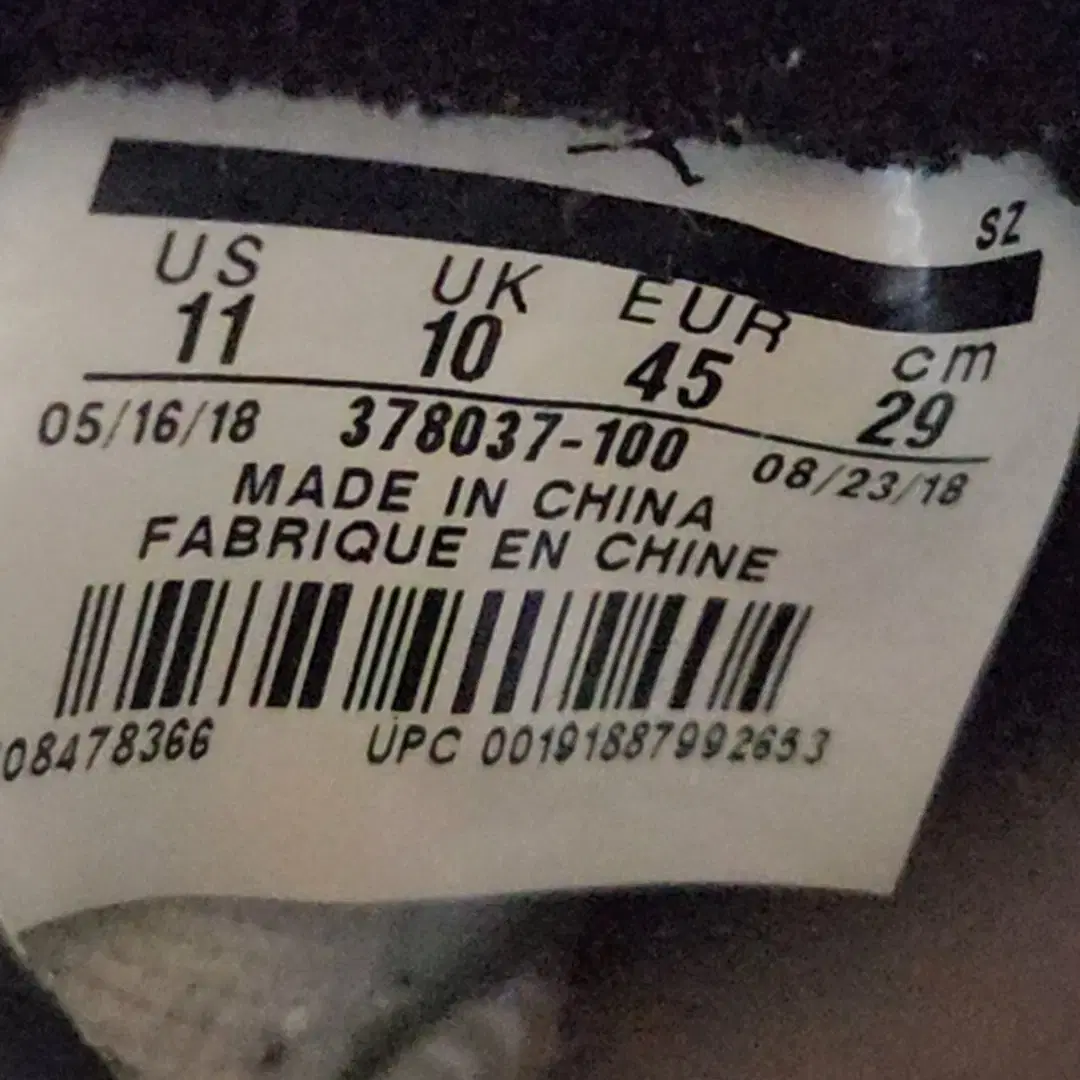 SZ
US UK EUR cm
11 10 45 29
05/16/18 378037-100 08/23/18
MADE IN CHINA
FABRIQUE EN CHINE
08478366 UPC 00191887992653